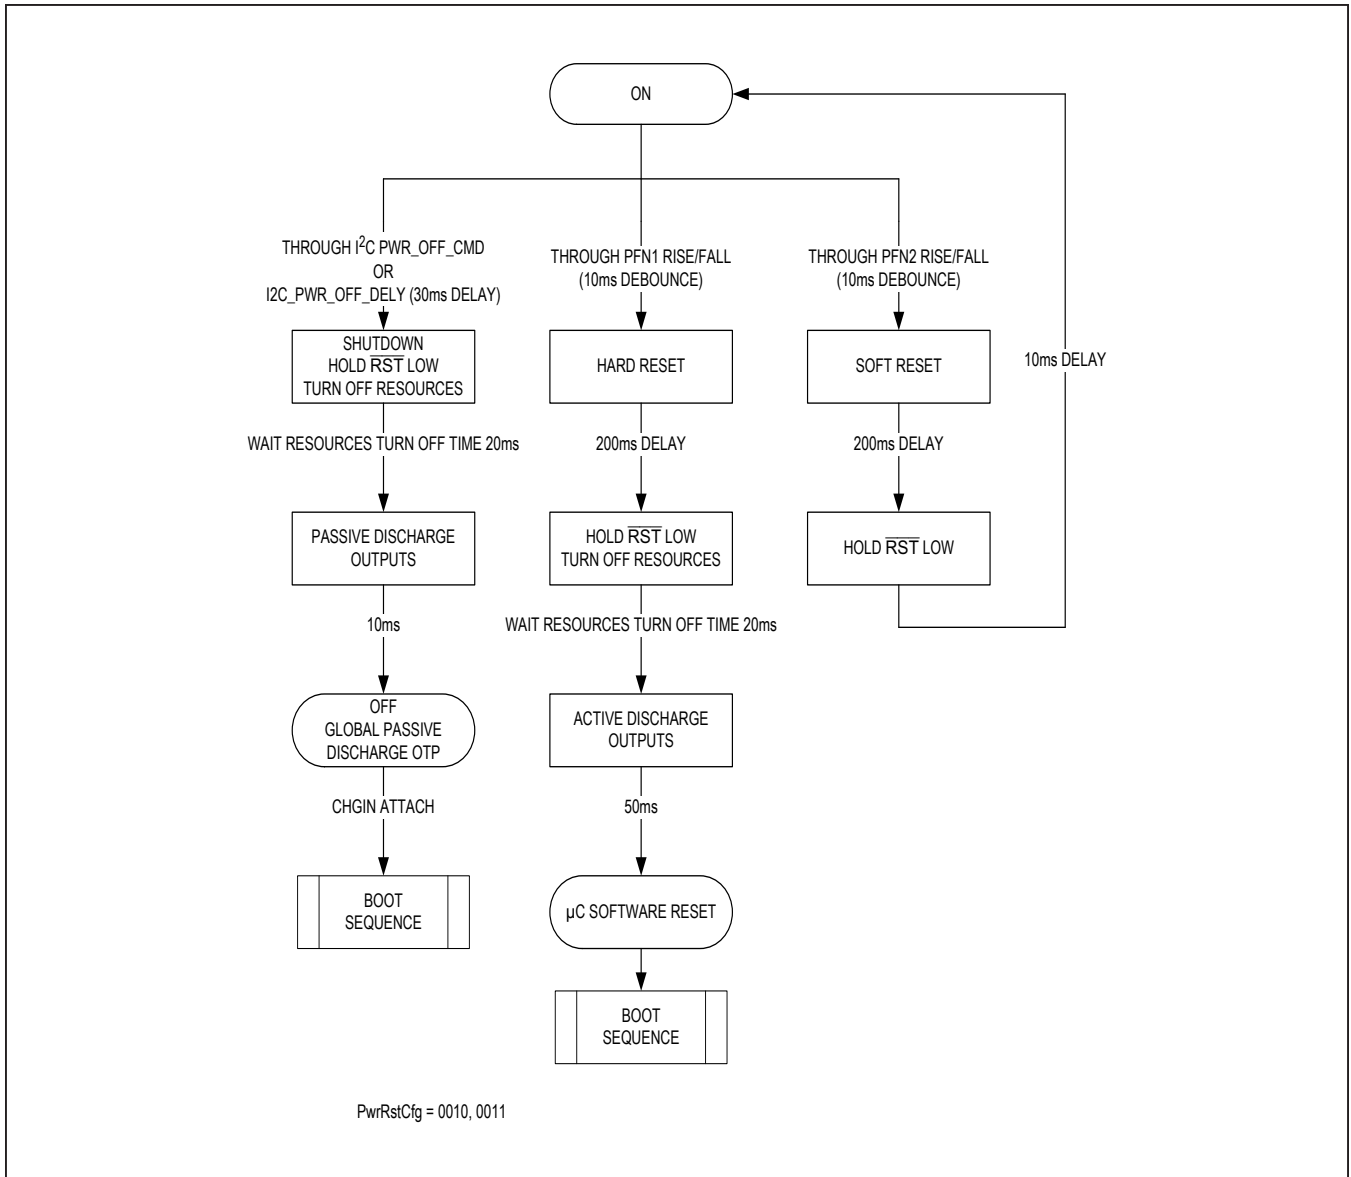 ON
THROUGH I²C PWR_OFF_CMD
OR
I2C_PWR_OFF_DELY (30ms DELAY)
THROUGH PFN1 RISE/FALL
(10ms DEBOUNCE)
THROUGH PFN2 RISE/FALL
(10ms DEBOUNCE)
SHUTDOWN
HOLD R̅S̅T̅ LOW
TURN OFF RESOURCES
HARD RESET
SOFT RESET
10ms DELAY
WAIT RESOURCES TURN OFF TIME 20ms
200ms DELAY
200ms DELAY
PASSIVE DISCHARGE
OUTPUTS
HOLD R̅S̅T̅ LOW
TURN OFF RESOURCES
HOLD R̅S̅T̅ LOW
10ms
WAIT RESOURCES TURN OFF TIME 20ms
OFF
GLOBAL PASSIVE
DISCHARGE OTP
ACTIVE DISCHARGE
OUTPUTS
CHGIN ATTACH
50ms
BOOT
SEQUENCE
µC SOFTWARE RESET
BOOT
SEQUENCE
PwrRstCfg = 0010, 0011